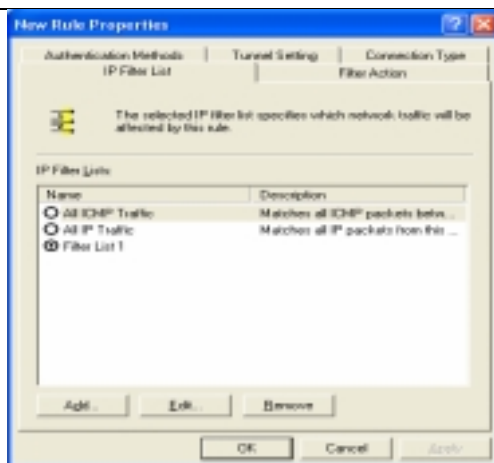 New Rule Properties
Authentication Methods Tunnel Setting Connection Type
IP Filter List Filter Action
The selected IP filter list specifies which network traffic will be
affected by this rule.
IP Filter Lists:
Name Description
All ICMP Traffic Matches all ICMP packets betw...
All IP Traffic Matches all IP packets from this ...
Filter List 1
Add... Edit... Remove
OK Cancel Apply